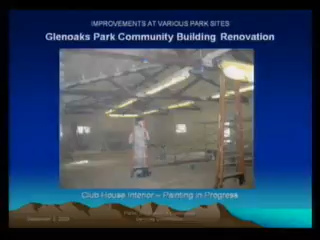 IMPROVEMENTS AT VARIOUS PARK SITES
Glenoaks Park Community Building Renovation
Club House Interior – Painting in Progress